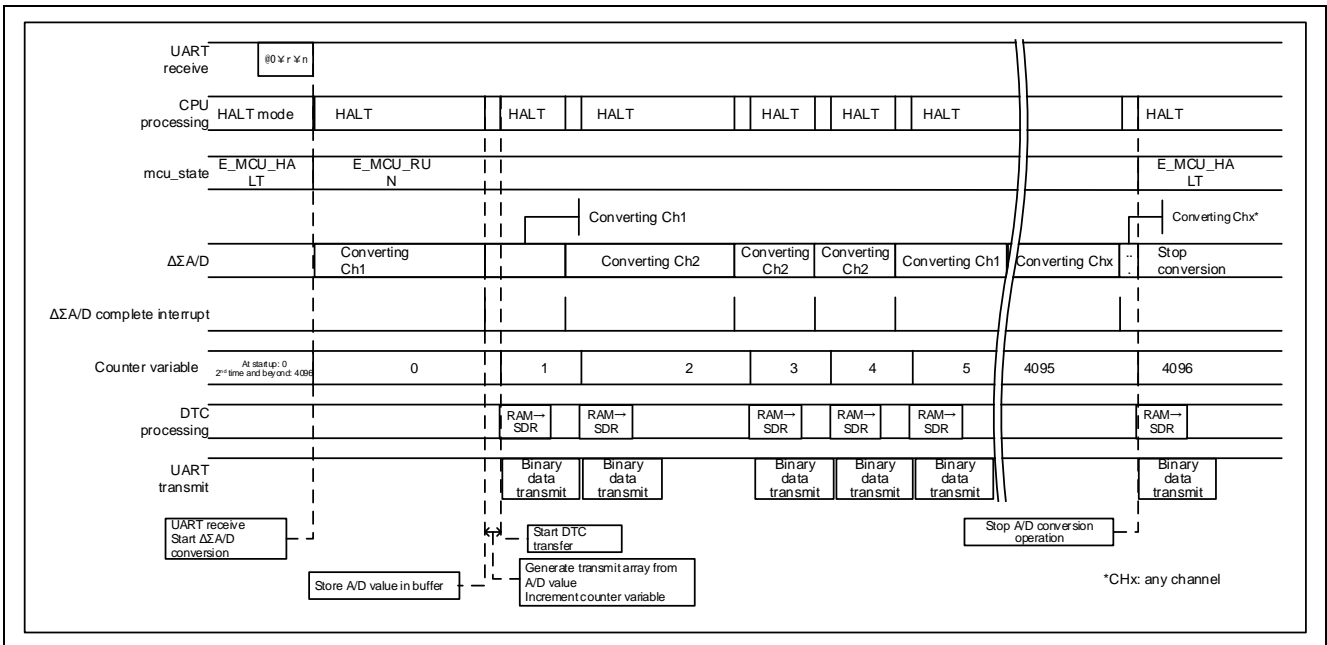 UART
receive
@0¥r¥n
CPU
processing
HALT mode
HALT
HALT
HALT
HALT
HALT
HALT
HALT
mcu_state
E_MCU_HA
LT
E_MCU_RU
N
E_MCU_HA
LT
Converting Ch1
Converting Chx*
ΔΣA/D
Converting
Ch1
Converting Ch2
Converting
Ch2
Converting
Ch2
Converting Ch1
Converting Chx
..
.
Stop
conversion
ΔΣA/D complete interrupt
Counter variable
At startup: 0
2nd time and beyond: 4096
0
1
2
3
4
5
4095
4096
DTC
processing
RAM→
SDR
RAM→
SDR
RAM→
SDR
RAM→
SDR
RAM→
SDR
RAM→
SDR
UART
transmit
Binary
data
transmit
Binary
data
transmit
Binary
data
transmit
Binary
data
transmit
Binary
data
transmit
Binary
data
transmit
UART receive
Start ΔΣA/D
conversion
Start DTC
transfer
Stop A/D conversion
operation
Store A/D value in buffer
Generate transmit array from
A/D value
Increment counter variable
*CHx: any channel